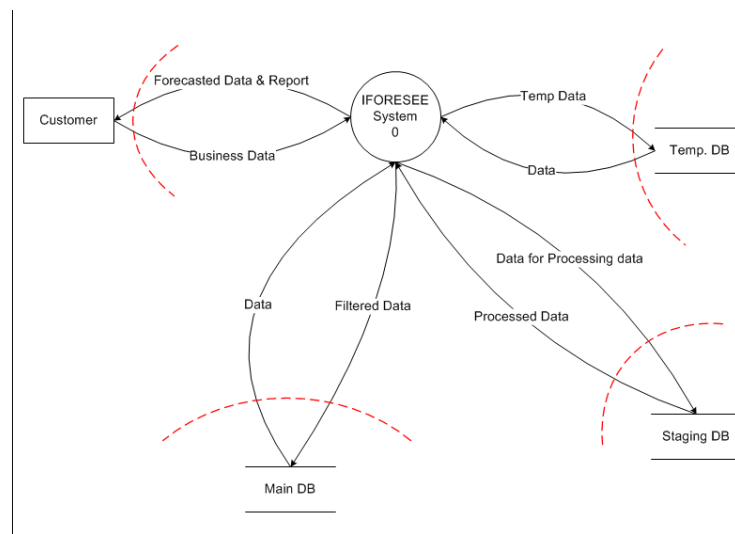 Forecasted Data & Report
Customer
Business Data
IFORESEE
System
0
Temp Data
Temp. DB
Data
Data for Processing data
Data
Filtered Data
Processed Data
Staging DB
Main DB